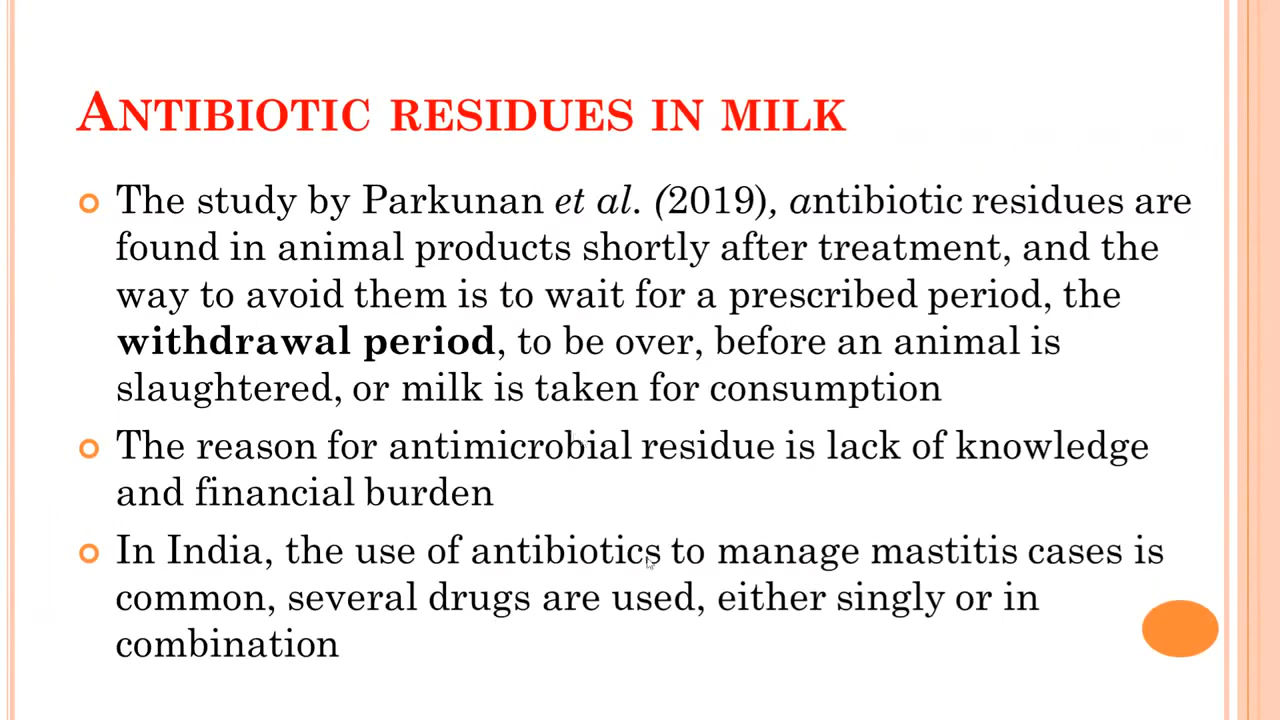 ANTIBIOTIC RESIDUES IN MILK
The study by Parkunan et al. (2019), antibiotic residues are
found in animal products shortly after treatment, and the
way to avoid them is to wait for a prescribed period, the
withdrawal period, to be over, before an animal is
slaughtered, or milk is taken for consumption
The reason for antimicrobial residue is lack of knowledge
and financial burden
In India, the use of antibiotics to manage mastitis cases is
common, several drugs are used, either singly or in
combination